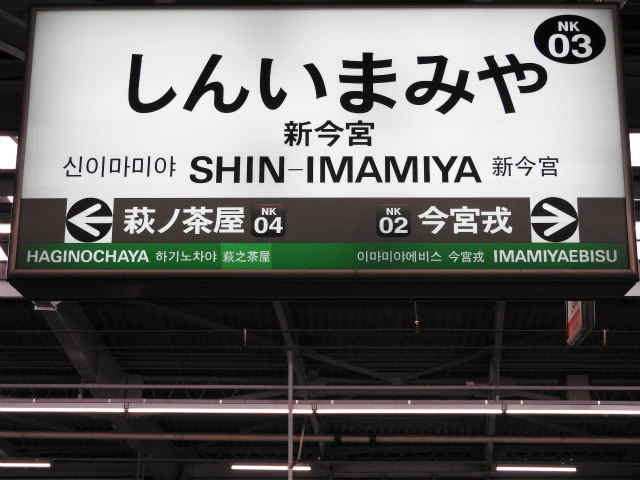 NK
03
しんいまみや
新今宮
신이마미야 SHIN-IMAMIYA 新今宮
萩ノ茶屋 NK 04 NK 02 今宮戎
HAGINOCHAYA 하기노차야 萩之茶屋 이마미야에비스 今宮戎 IMAMIYAEBISU